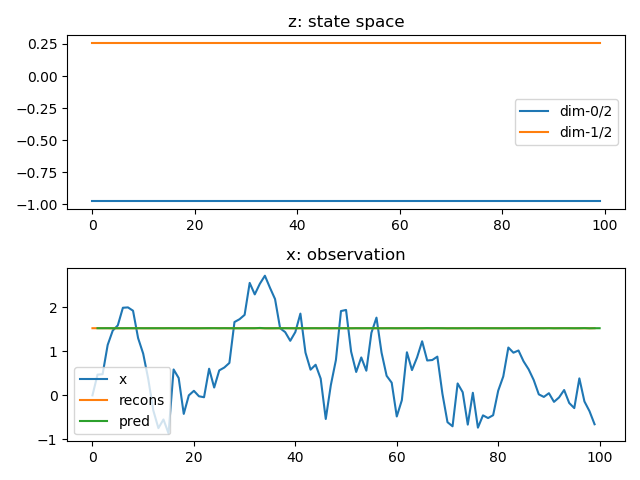 z: state space
0.25
0.00
−0.25
−0.50
−0.75
−1.00
dim-0/2
dim-1/2
0 20 40 60 80 100
x: observation
2
1
0
−1
x
recons
pred
0 20 40 60 80 100